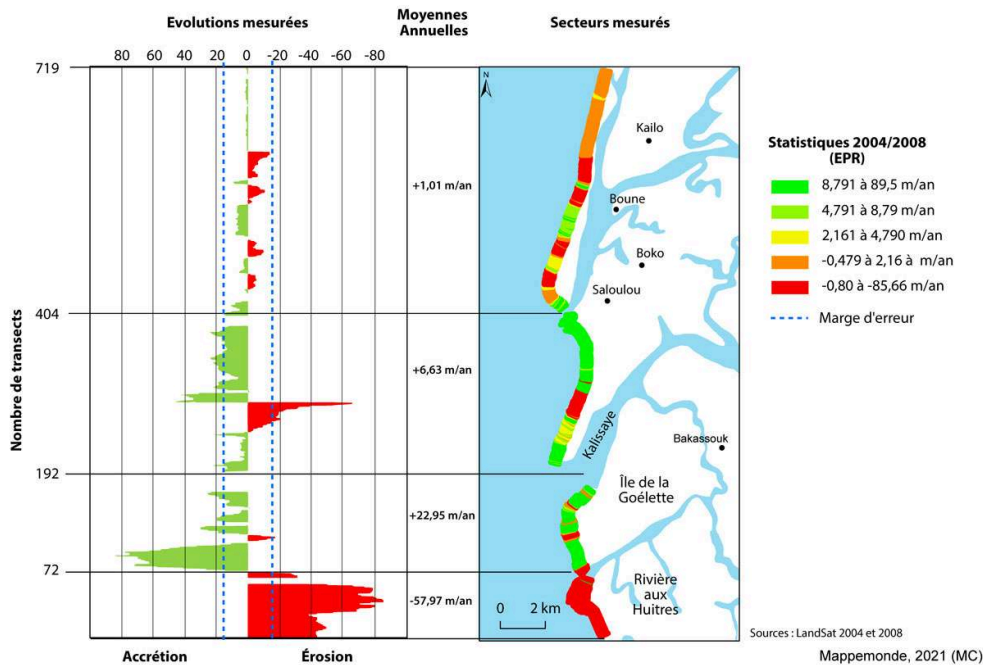 Evolutions mesurées
Moyennes
Annuelles
Secteurs mesurés
80 60 40 20 0 -20 -40 -60 -80
719
404
192
72
Nombre de transects
+1,01 m/an
+6,63 m/an
+22,95 m/an
-57,97 m/an
Accrétion
Érosion
N
Kailo
Boune
Boko
Saloulou
Kalissaye
Bakassouk
Île de la
Goélette
Rivière
aux
Huitres
0 2 km
Statistiques 2004/2008
(EPR)
8,791 à 89,5 m/an
4,791 à 8,79 m/an
2,161 à 4,790 m/an
-0,479 à 2,16 à m/an
-0,80 à -85,66 m/an
Marge d'erreur
Sources : LandSat 2004 et 2008
Mappemonde, 2021 (MC)